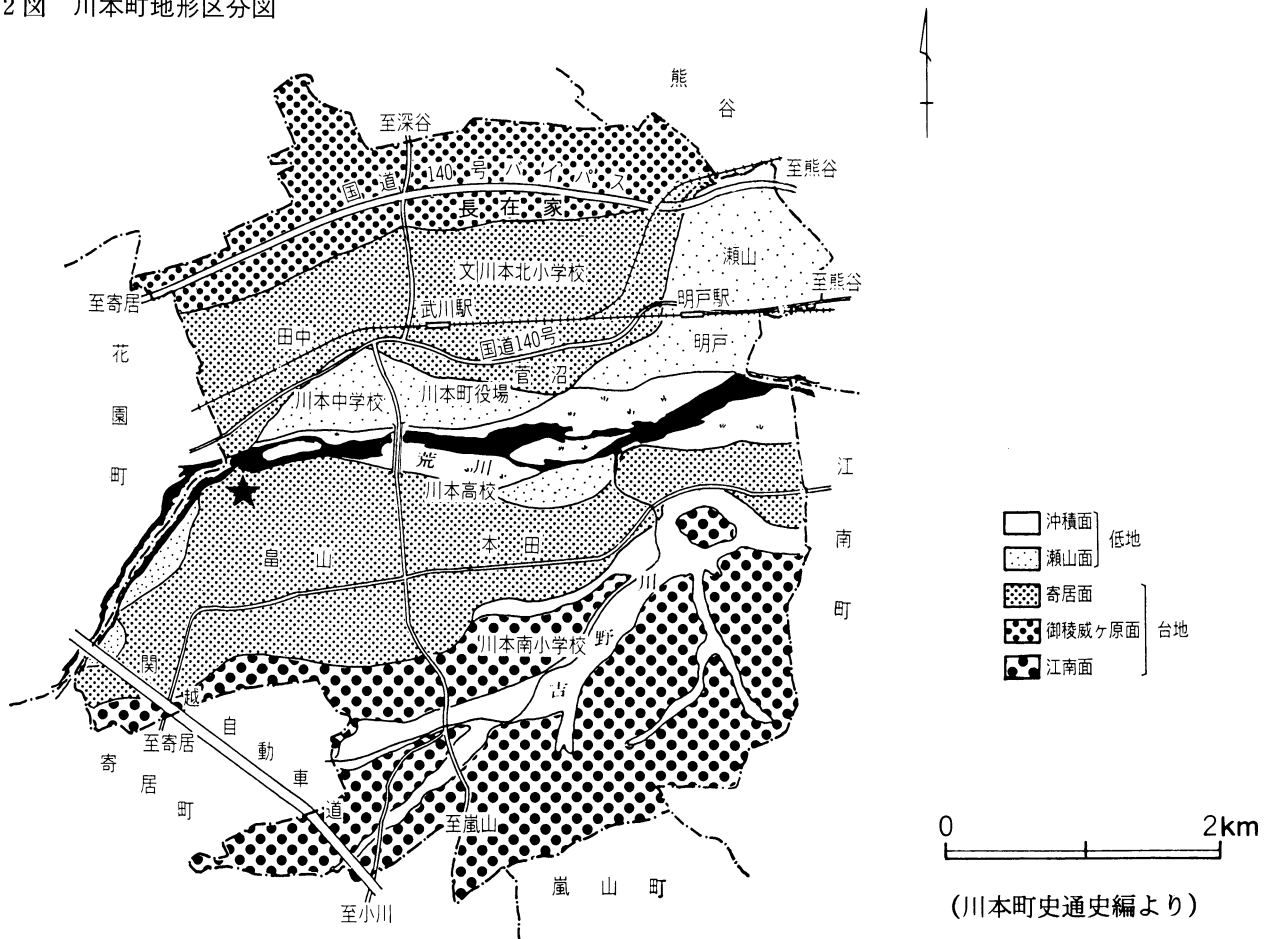 2図 川本町地形区分図
熊谷
至深谷
国道140号バイパス
至熊谷
長在家
瀬山
文川本北小学校
至熊谷
至寄居
武川駅
明戸駅
田中
国道140号
明戸
花園町
菅沼
川本中学校
川本町役場
荒川
川本高校
江南町
畠山
本田
吉野川
川本南小学校
関越自動車道
至寄居
寄居町
至嵐山
嵐山町
至小川
沖積面
瀬山面
低地
寄居面
御稜威ヶ原面
江南面
台地
0 2km
(川本町史通史編より)